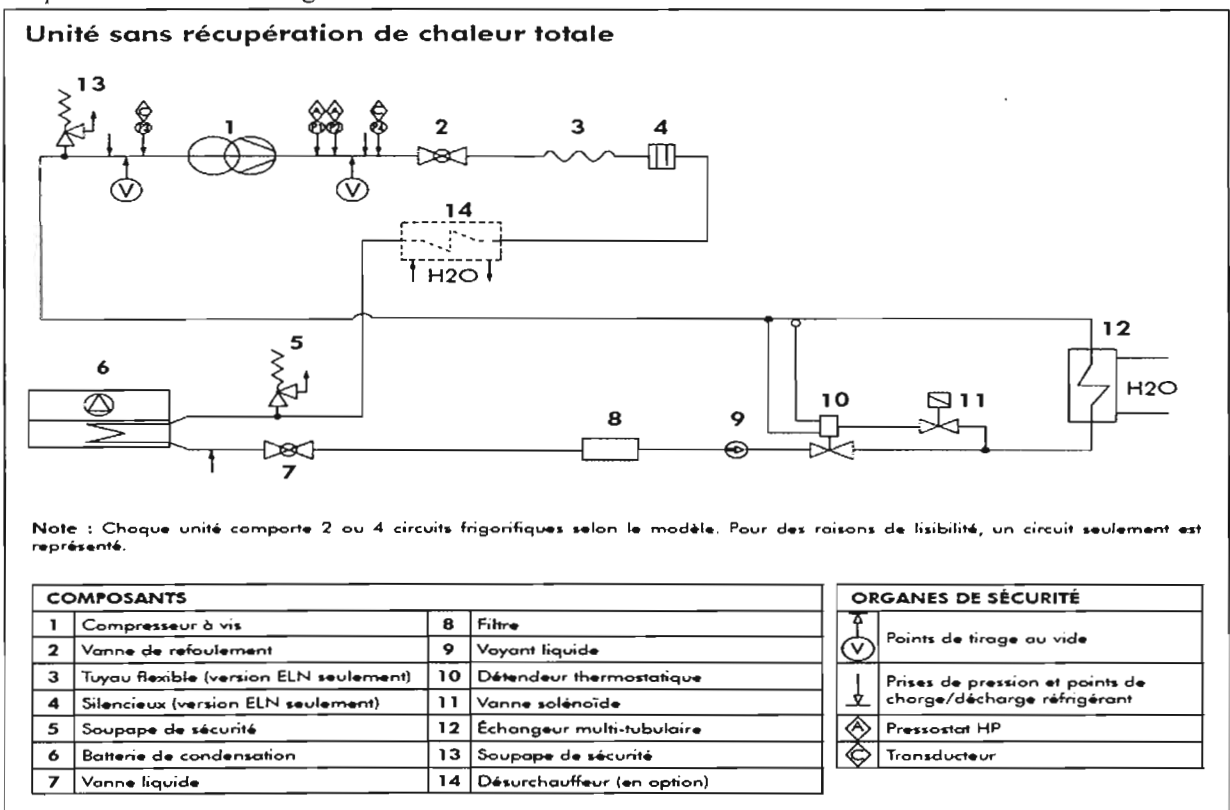 Unité sans récupération de chaleur totale
13
1
2
3
4
V
V
14
H2O
5
6
7
8
9
10
11
12
H2O
Note : Chaque unité comporte 2 ou 4 circuits frigorifiques selon le modèle. Pour des raisons de lisibilité, un circuit seulement est
représenté.
COMPOSANTS
1 Compresseur à vis 8 Filtre
2 Vanne de refoulement 9 Voyant liquide
3 Tuyau flexible (version ELN seulement) 10 Détendeur thermostatique
4 Silencieux (version ELN seulement) 11 Vanne solénoïde
5 Soupape de sécurité 12 Échangeur multi-tubulaire
6 Batterie de condensation 13 Soupape de sécurité
7 Vanne liquide 14 Désurchauffeur (en option)
ORGANES DE SÉCURITÉ
V Points de tirage au vide
Prises de pression et points de
charge/décharge réfrigérant
A Pressostat HP
C Transducteur